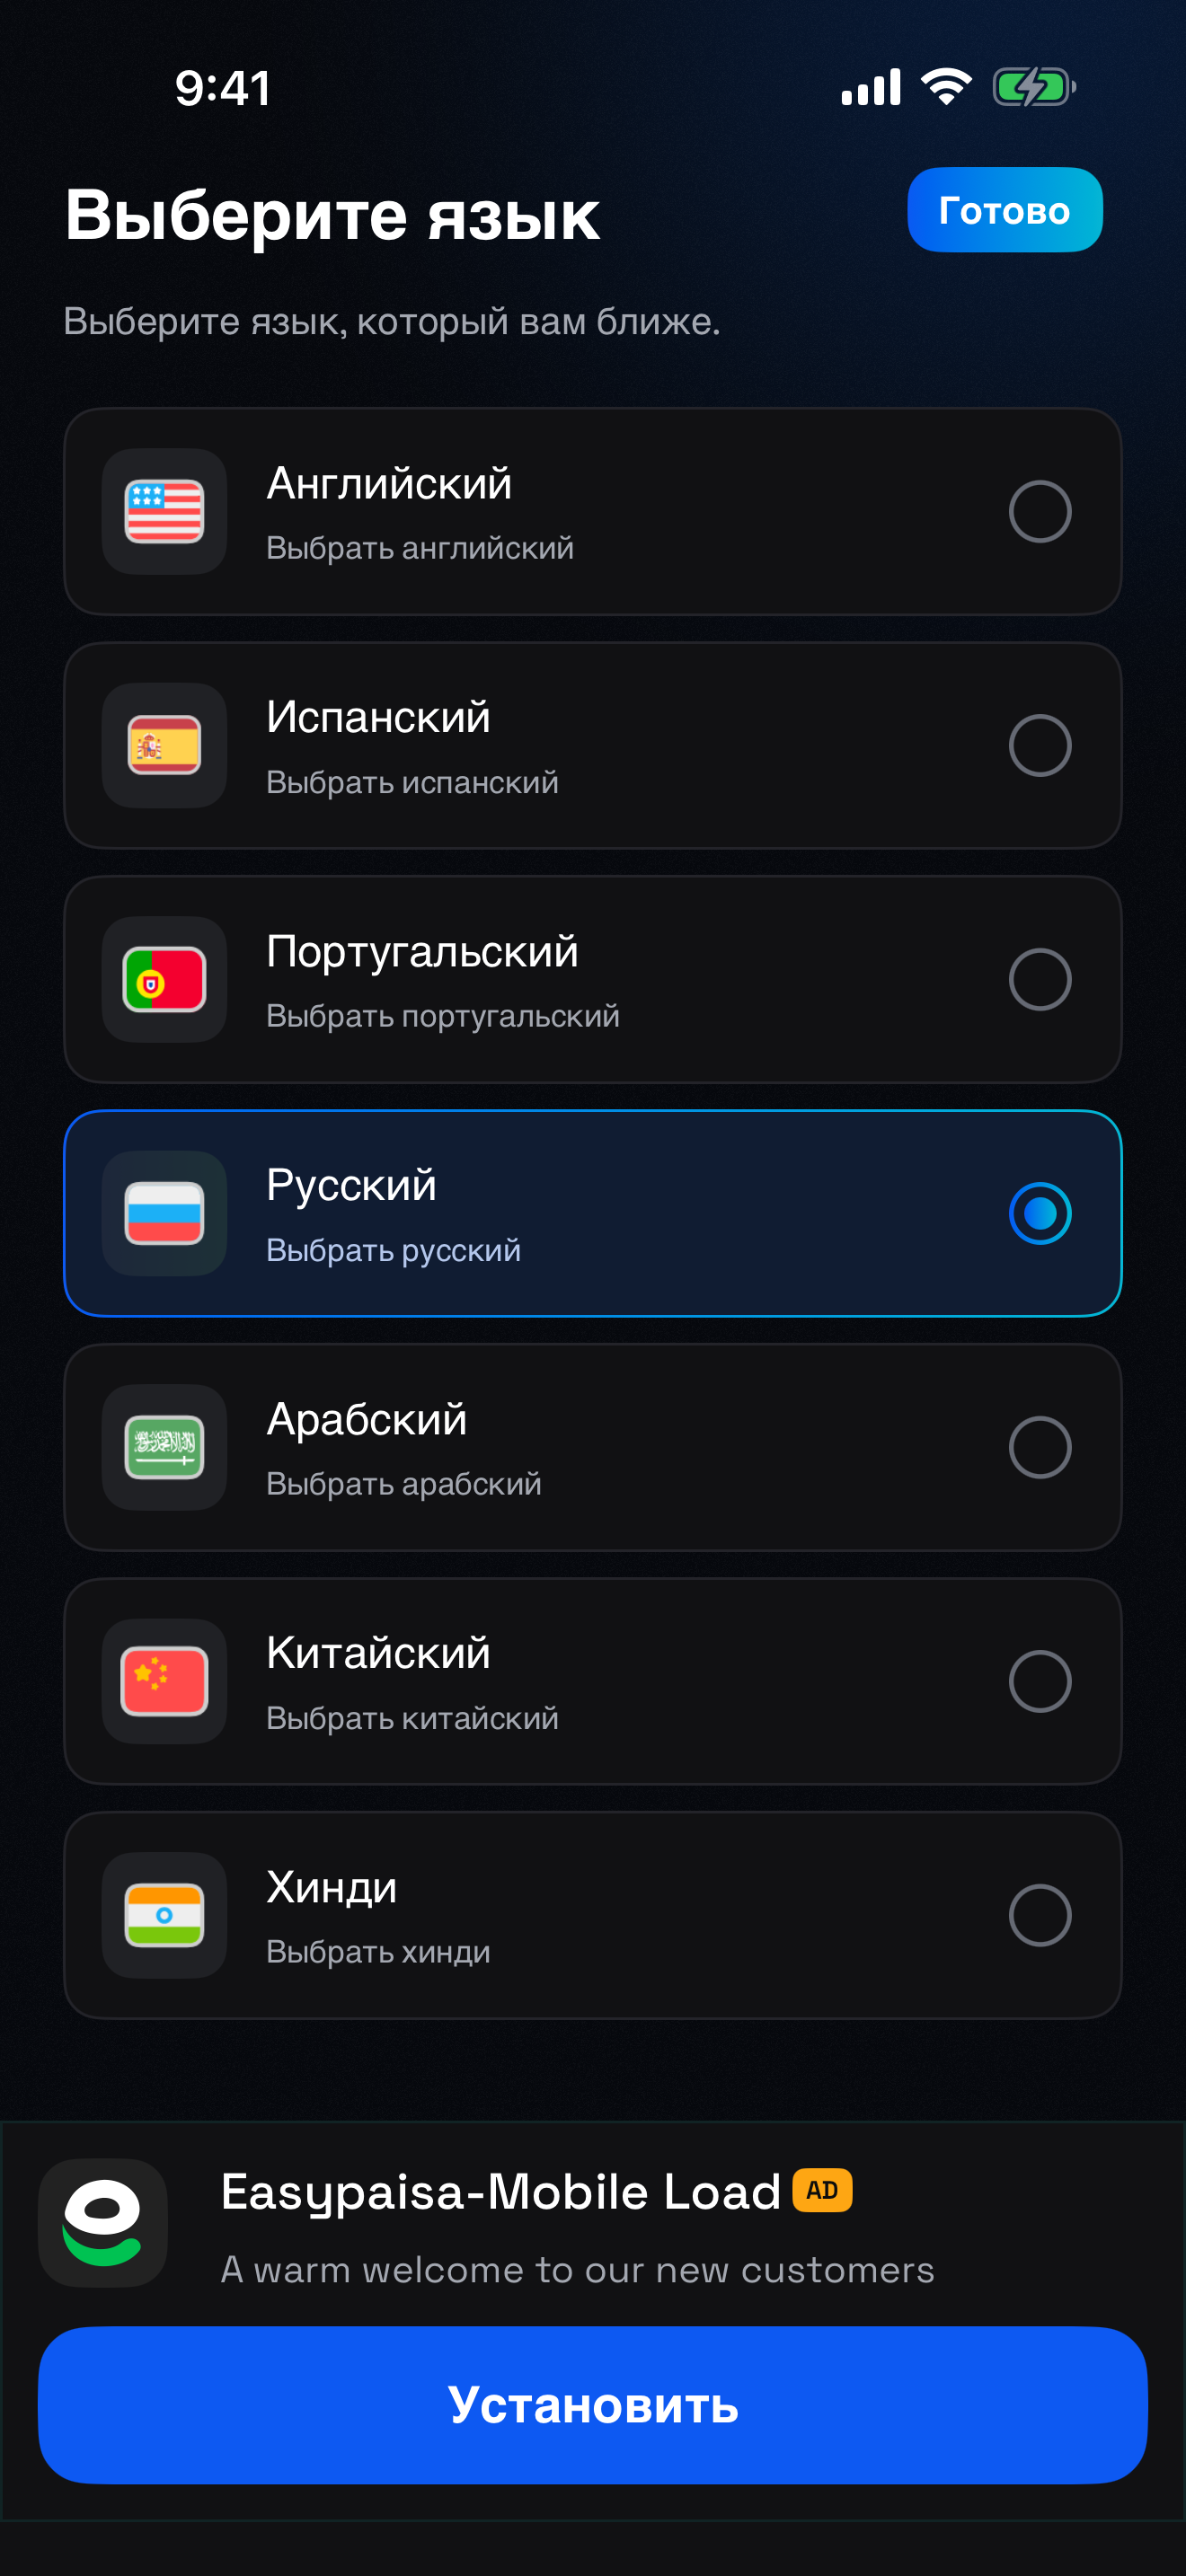 9:41
Выберите язык
Готово
Выберите язык, который вам ближе.
Английский
Выбрать английский
Испанский
Выбрать испанский
Португальский
Выбрать португальский
Русский
Выбрать русский
Арабский
Выбрать арабский
Китайский
Выбрать китайский
Хинди
Выбрать хинди
Easypaisa-Mobile Load AD
A warm welcome to our new customers
Установить